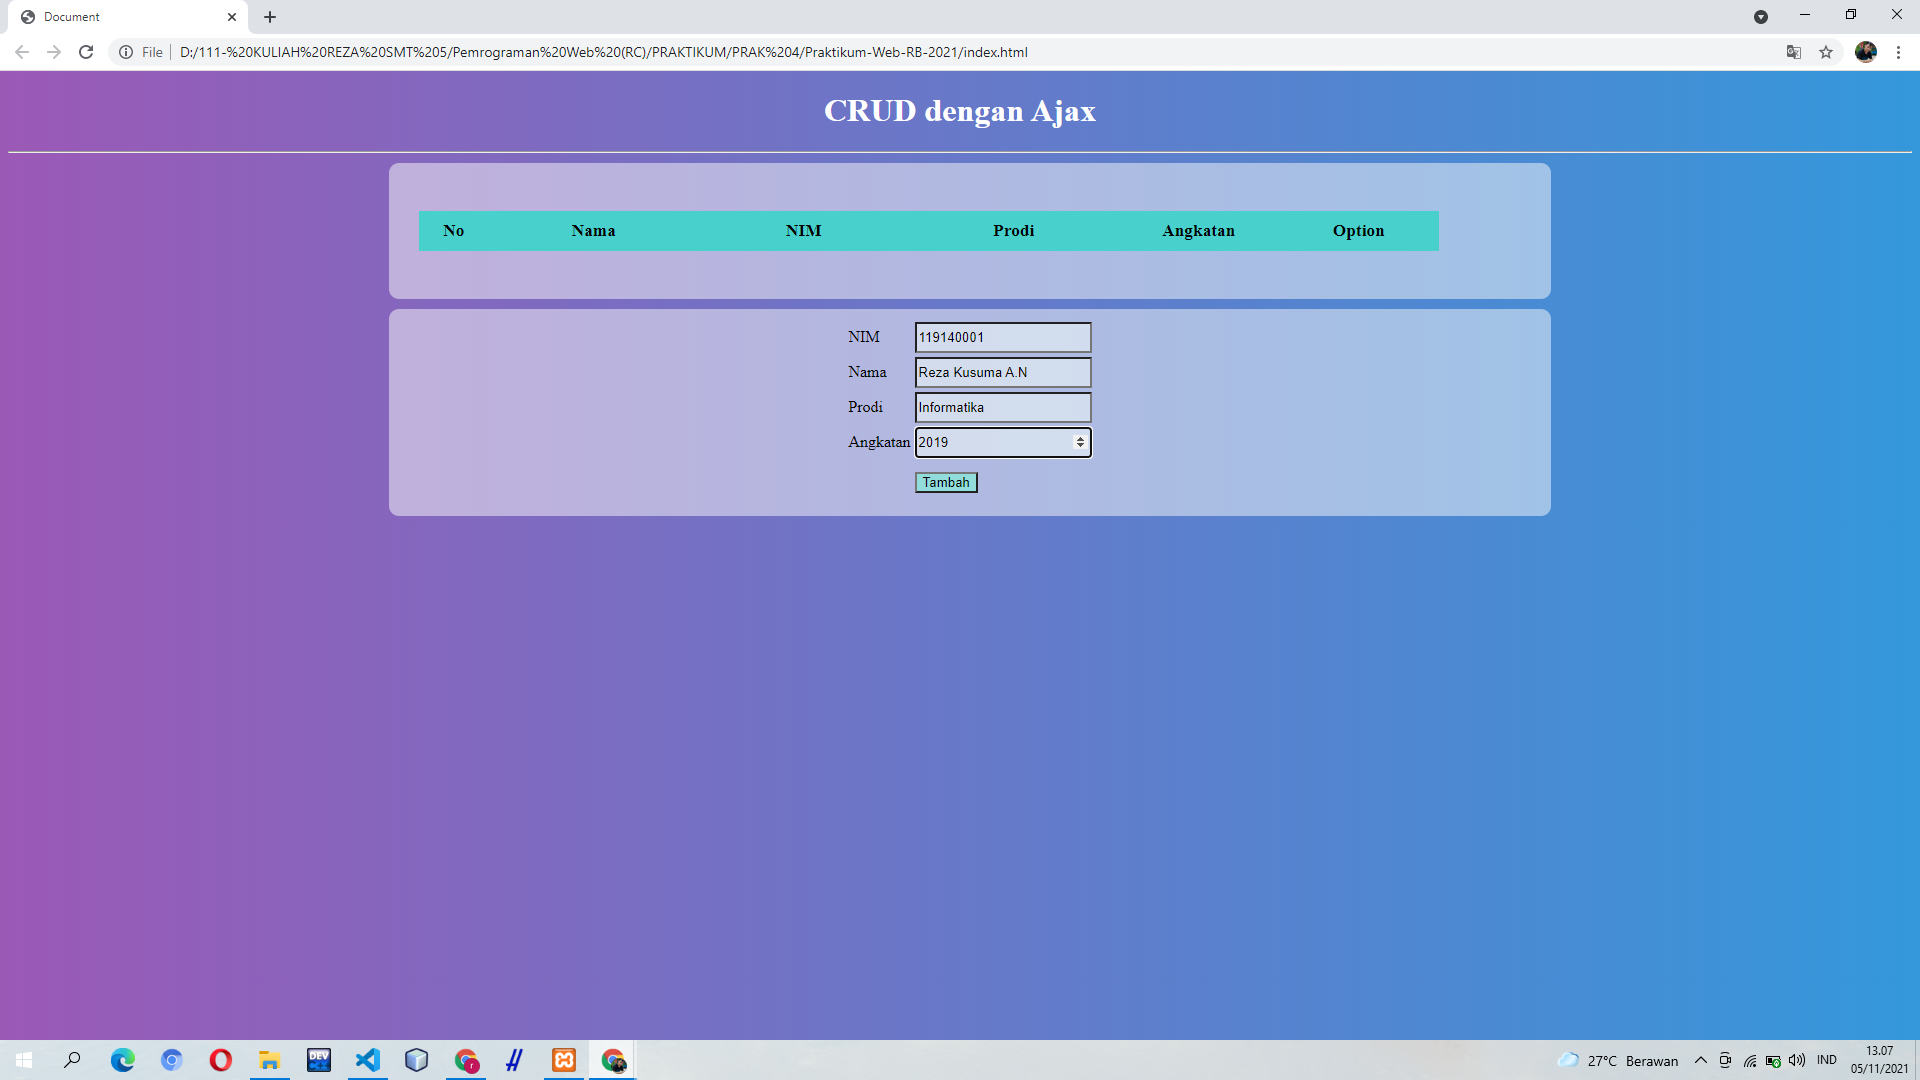 Document
File
D:/111-%20KULIAH%20REZA%20SMT%205/Pemrograman%20Web%20(RC)/PRAKTIKUM/PRAK%204/Praktikum-Web-RB-2021/index.html
CRUD dengan Ajax
No Nama NIM Prodi Angkatan Option
NIM 119140001
Nama Reza Kusuma A.N
Prodi Informatika
Angkatan 2019
Tambah
DEV
r
27°C Berawan
IND
13.07
05/11/2021